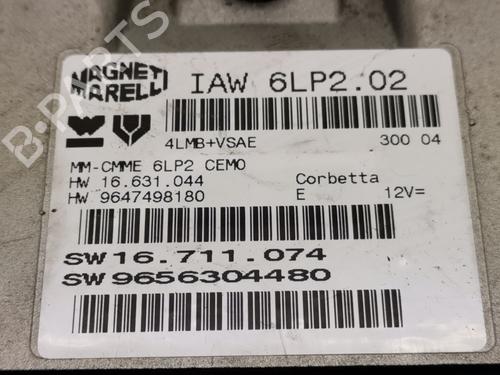 MAGNETI MARELLI
IAW 6LP2.02
4LMB+VSAE 300 04
MM-CMME 6LP2 CEMO
HW 16.631.044 Corbetta
HW 9647498180 E 12V=
SW 16.711.074
SW 9656304480
B-PARTS